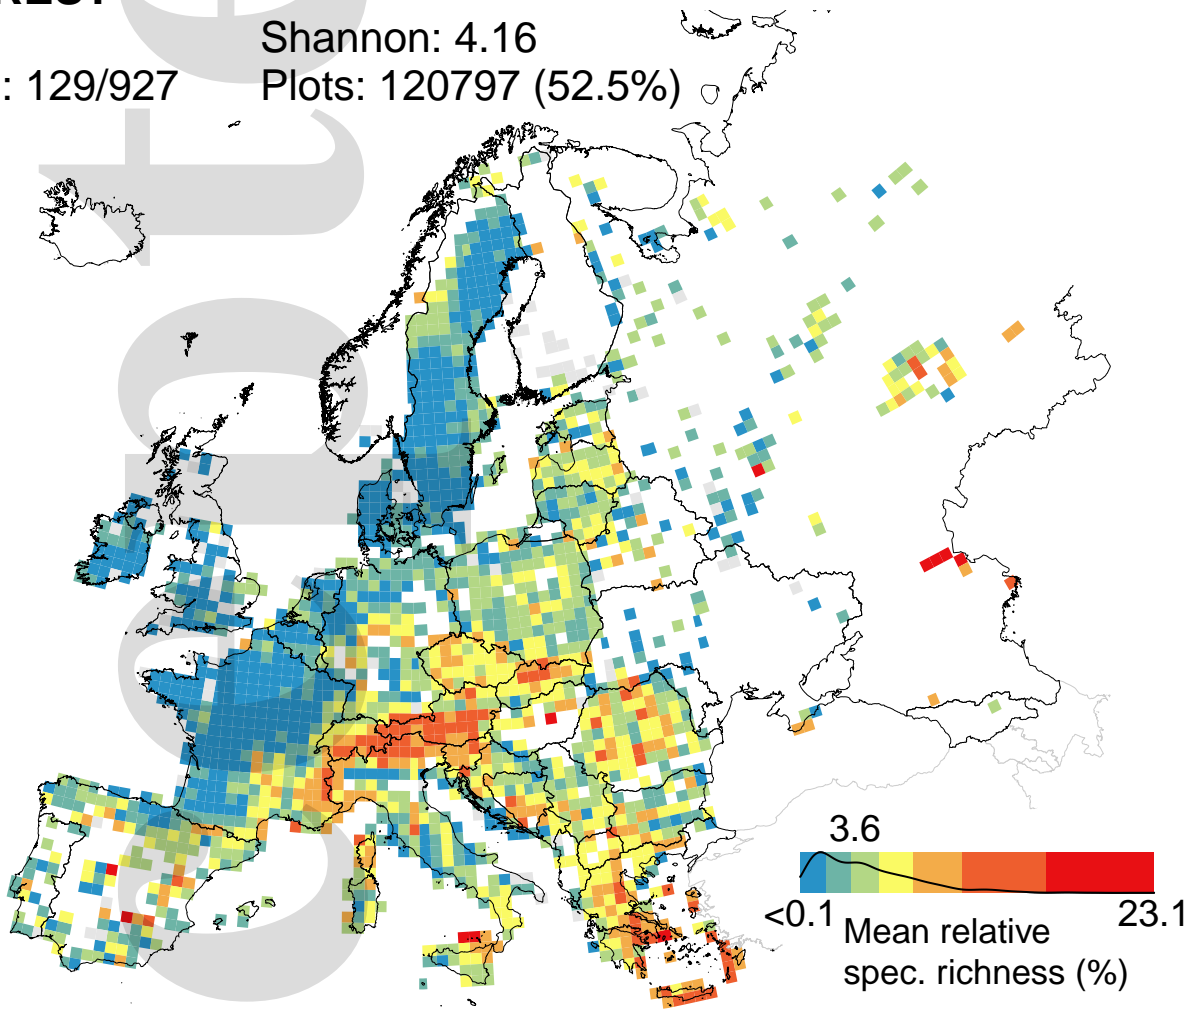 Shannon: 4.16
: 129/927
Plots: 120797 (52.5%)
3.6
<0.1
23.1
Mean relative
spec. richness (%)